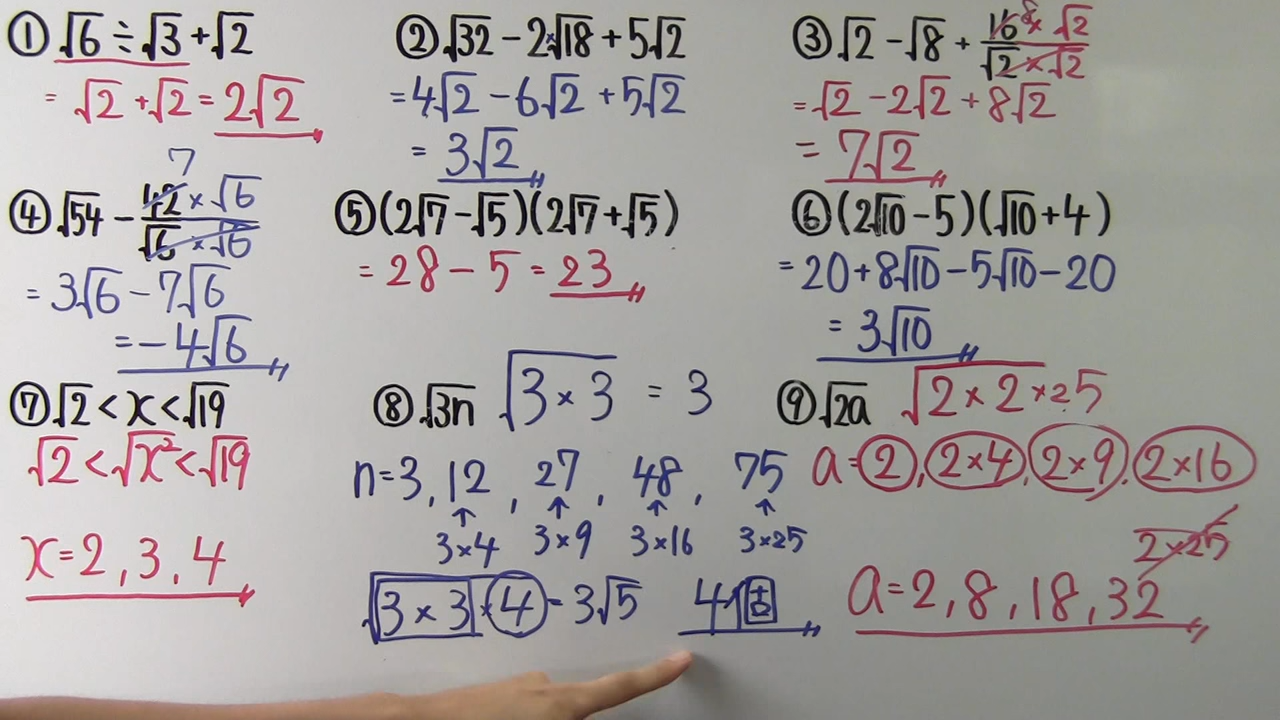 ① √6 ÷ √3 + √2
= √2 + √2 = 2√2
② √32 − 2×√18 + 5√2
= 4√2 − 6√2 + 5√2
= 3√2
③ √2 − √8 + 16 8 × √2 / √2 × √2
= √2 − 2√2 + 8√2
= 7√2
④ √54 − 42 7 × √6 / √6 × √6
= 3√6 − 7√6
= −4√6
⑤ (2√7 − √5)(2√7 + √5)
= 28 − 5 = 23
⑥ (2√10 − 5)(√10 + 4)
= 20 + 8√10 − 5√10 − 20
= 3√10
⑦ √2 < x < √19
√2 < √x² < √19
x = 2, 3, 4
⑧ √3n √3 × 3 = 3
n = 3, 12, 27, 48, 75
↑ ↑ ↑ ↑
3×4 3×9 3×16 3×25
√3 × 3 × 4 = 3√5 4個
⑨ √2a √2 × 2 × 25
a = 2, 2×4, 2×9, 2×16
2×25
a = 2, 8, 18, 32